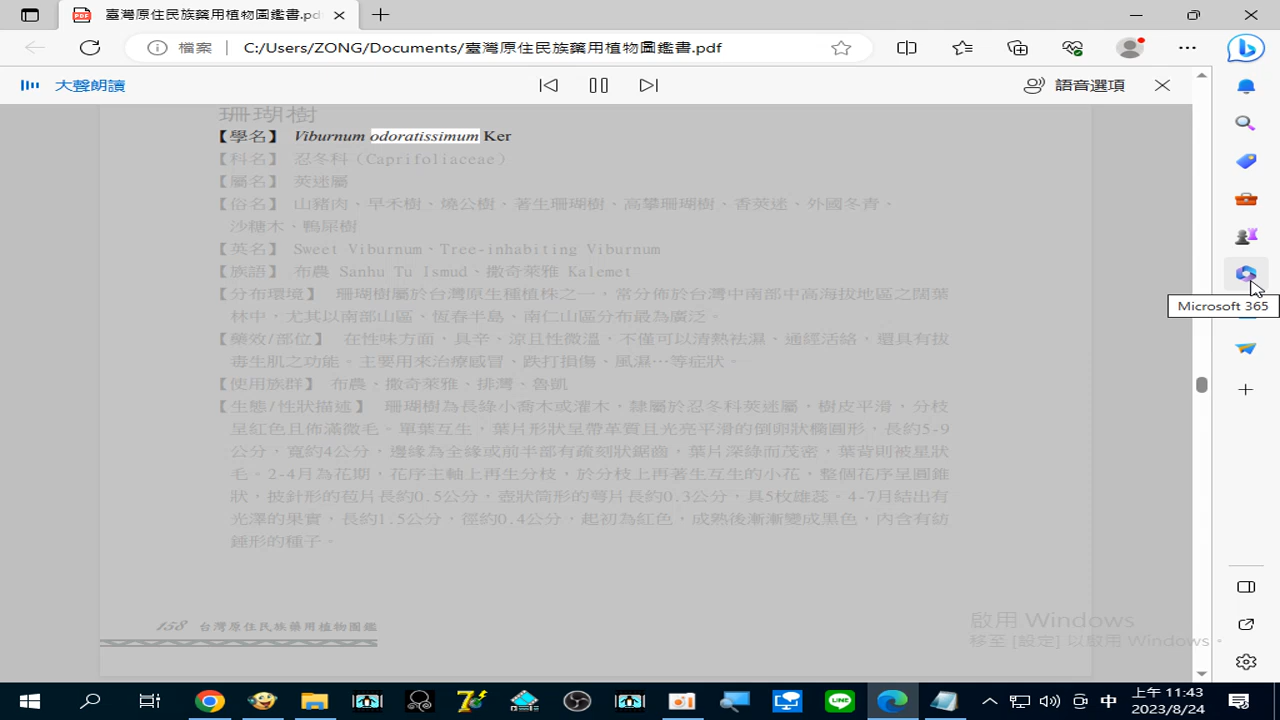 臺灣原住民族藥用植物圖鑑書.pdf
檔案 C:/Users/ZONG/Documents/臺灣原住民族藥用植物圖鑑書.pdf
大聲朗讀 語音選項
珊瑚樹
【學名】 Viburnum odoratissimum Ker
【科名】 忍冬科（Caprifoliaceae）
【屬名】 莢迷屬
【俗名】 山豬肉、早禾樹、燒公樹、著生珊瑚樹、高攀珊瑚樹、香莢迷、外國冬青、
沙糖木、鴨屎樹
【英名】 Sweet Viburnum、Tree-inhabiting Viburnum
【族語】 布農 Sanhu Tu Ismud、撒奇萊雅 Kalemet
【分布環境】 珊瑚樹屬於台灣原生種植株之一，常分佈於台灣中南部中高海拔地區之闊葉
林中，尤其以南部山區、恆春半島、南仁山區分布最為廣泛。
【藥效/部位】 在性味方面，具辛、涼且性微溫，不僅可以清熱祛濕、通經活絡，還具有拔
毒生肌之功能。主要用來治療感冒、跌打損傷、風濕…等症狀。
【使用族群】 布農、撒奇萊雅、排灣、魯凱
【生態/性狀描述】 珊瑚樹為長綠小喬木或灌木，隸屬於忍冬科莢迷屬，樹皮平滑，分枝
呈紅色且佈滿微毛。單葉互生，葉片形狀呈帶革質且光亮平滑的倒卵狀橢圓形，長約5-9
公分，寬約4公分，邊緣為全緣或前半部有疏刻狀鋸齒，葉片深綠而茂密，葉背則被星狀
毛。2-4月為花期，花序主軸上再生分枝，於分枝上再著生互生的小花，整個花序呈圓錐
狀，披針形的苞片長約0.5公分，壺狀筒形的萼片長約0.3公分，具5枚雄蕊。4-7月結出有
光澤的果實，長約1.5公分，徑約0.4公分，起初為紅色，成熟後漸漸變成黑色，內含有紡
錘形的種子。
158 台灣原住民族藥用植物圖鑑
Microsoft 365
啟用 Windows
移至 [設定] 以啟用 Windows。
中
上午 11:43
2023/8/24